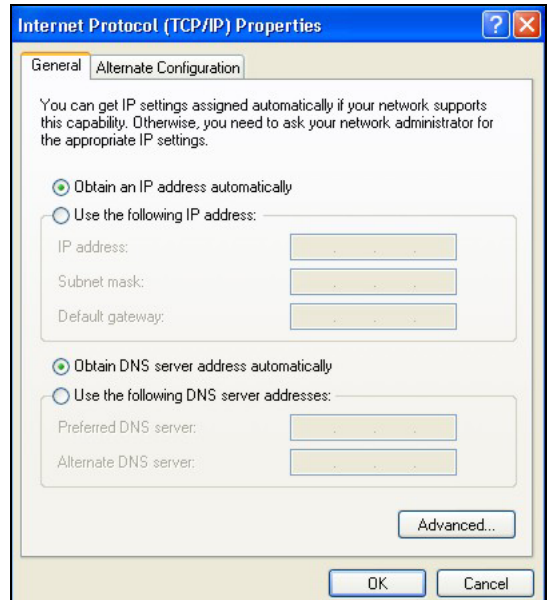 Internet Protocol (TCP/IP) Properties
General
Alternate Configuration
You can get IP settings assigned automatically if your network supports
this capability. Otherwise, you need to ask your network administrator for
the appropriate IP settings.
Obtain an IP address automatically
Use the following IP address:
IP address:
Subnet mask:
Default gateway:
Obtain DNS server address automatically
Use the following DNS server addresses:
Preferred DNS server:
Alternate DNS server:
Advanced...
OK
Cancel